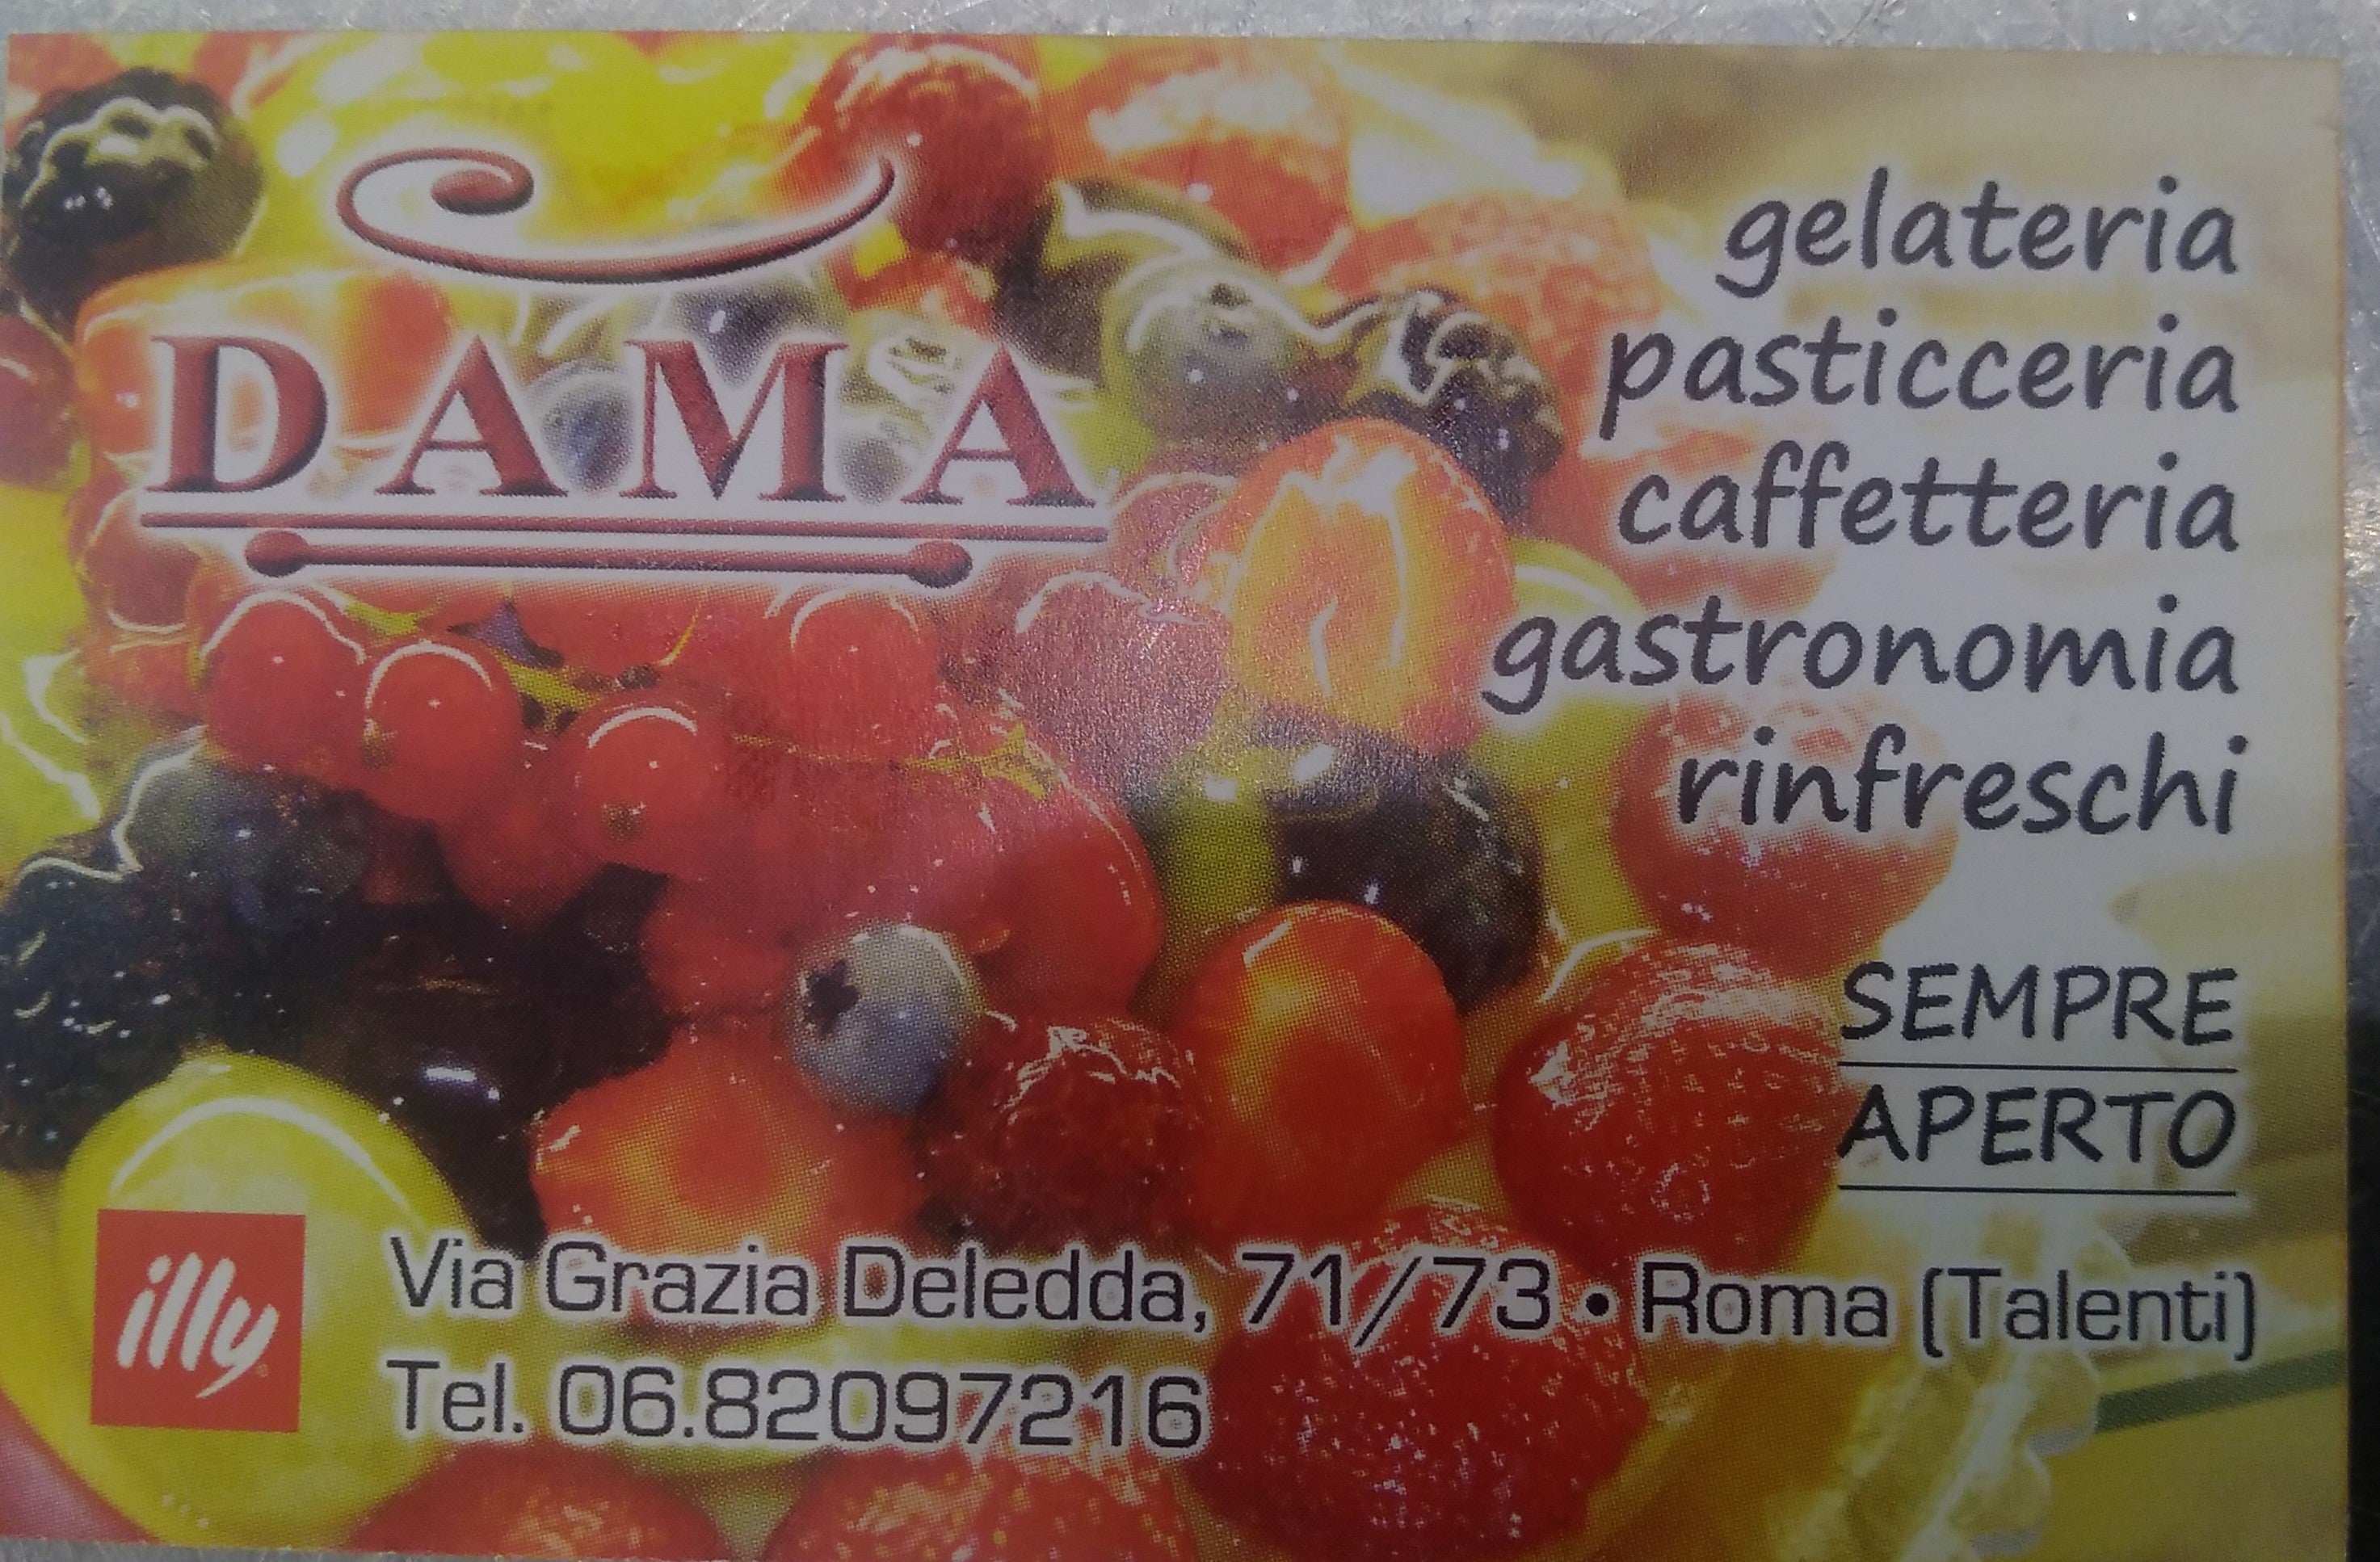 DAMA
gelateria
pasticceria
caffetteria
gastronomia
rinfreschi
SEMPRE
APERTO
illy
Via Grazia Deledda, 71/73 • Roma (Talenti)
Tel. 06.82097216